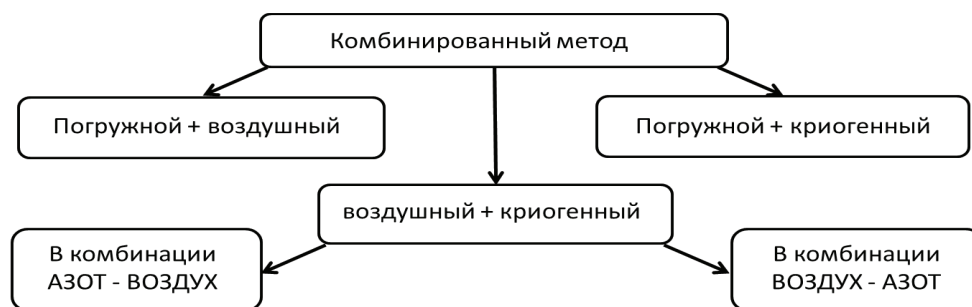 Комбинированный метод
Погружной + воздушный
Погружной + криогенный
воздушный + криогенный
В комбинации
АЗОТ - ВОЗДУХ
В комбинации
ВОЗДУХ - АЗОТ